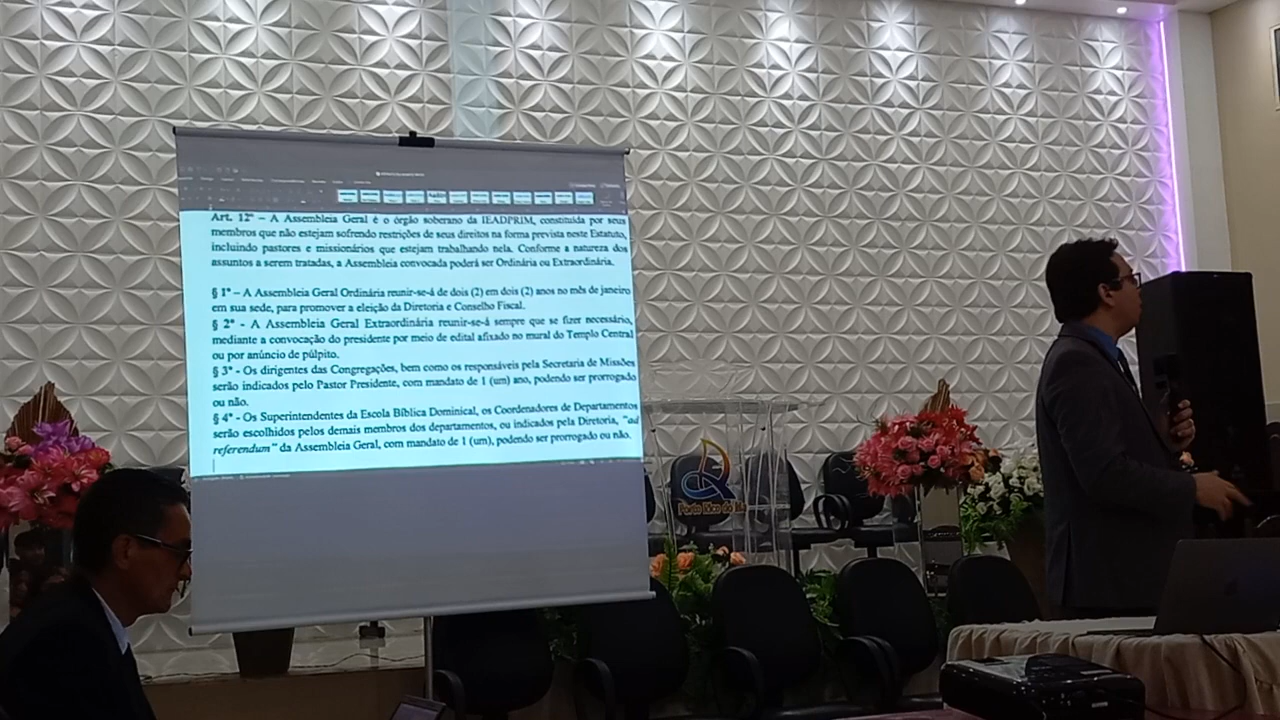 Art. 12º – A Assembleia Geral é o órgão soberano da IEADPRIM, constituída por seus
membros que não estejam sofrendo restrições de seus direitos na forma prevista neste Estatuto,
incluindo pastores e missionários que estejam trabalhando nela. Conforme a natureza dos
assuntos a serem tratadas, a Assembleia convocada poderá ser Ordinária ou Extraordinária.
§ 1º – A Assembleia Geral Ordinária reunir-se-á de dois (2) em dois (2) anos no mês de janeiro
em sua sede, para promover a eleição da Diretoria e Conselho Fiscal.
§ 2º - A Assembleia Geral Extraordinária reunir-se-á sempre que se fizer necessário,
mediante a convocação do presidente por meio de edital afixado no mural do Templo Central
ou por anúncio de púlpito.
§ 3º - Os dirigentes das Congregações, bem como os responsáveis pela Secretaria de Missões
serão indicados pelo Pastor Presidente, com mandato de 1 (um) ano, podendo ser prorrogado
ou não.
§ 4º - Os Superintendentes da Escola Bíblica Dominical, os Coordenadores de Departamentos
serão escolhidos pelos demais membros dos departamentos, ou indicados pela Diretoria, "ad
referendum" da Assembleia Geral, com mandato de 1 (um), podendo ser prorrogado ou não.
Porto Rico do